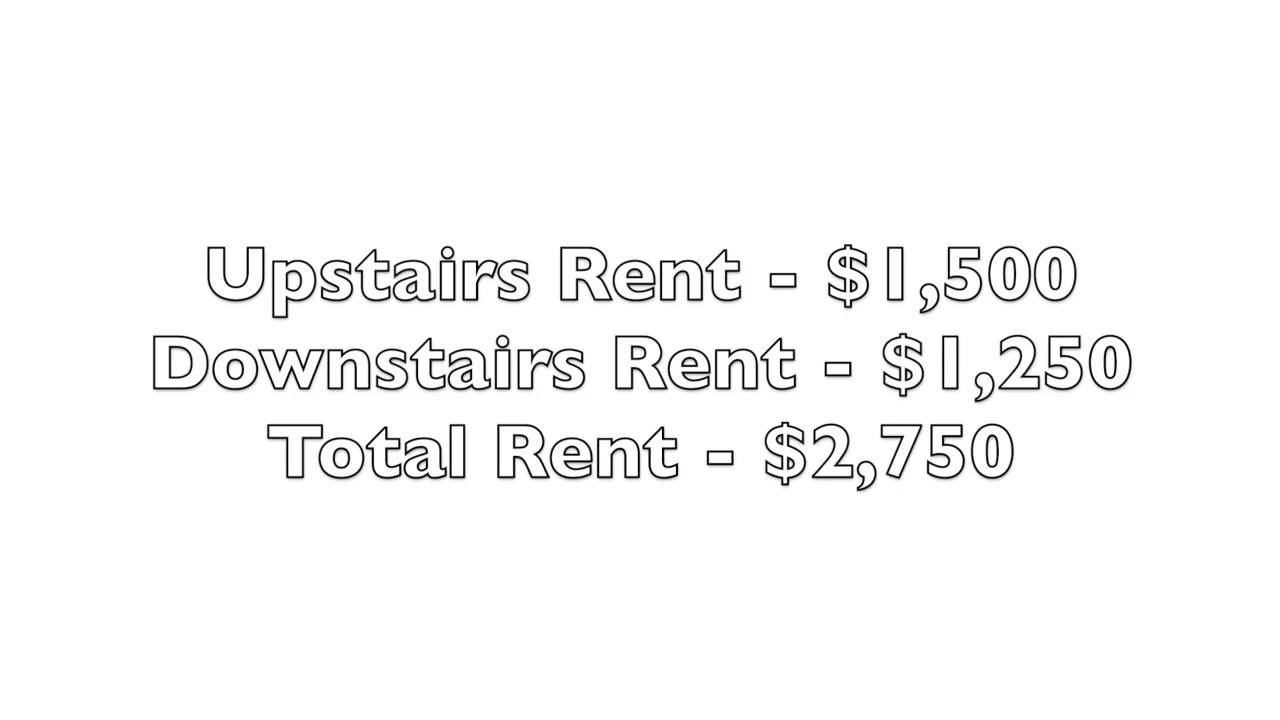 Upstairs Rent - $1,500
Downstairs Rent - $1,250
Total Rent - $2,750